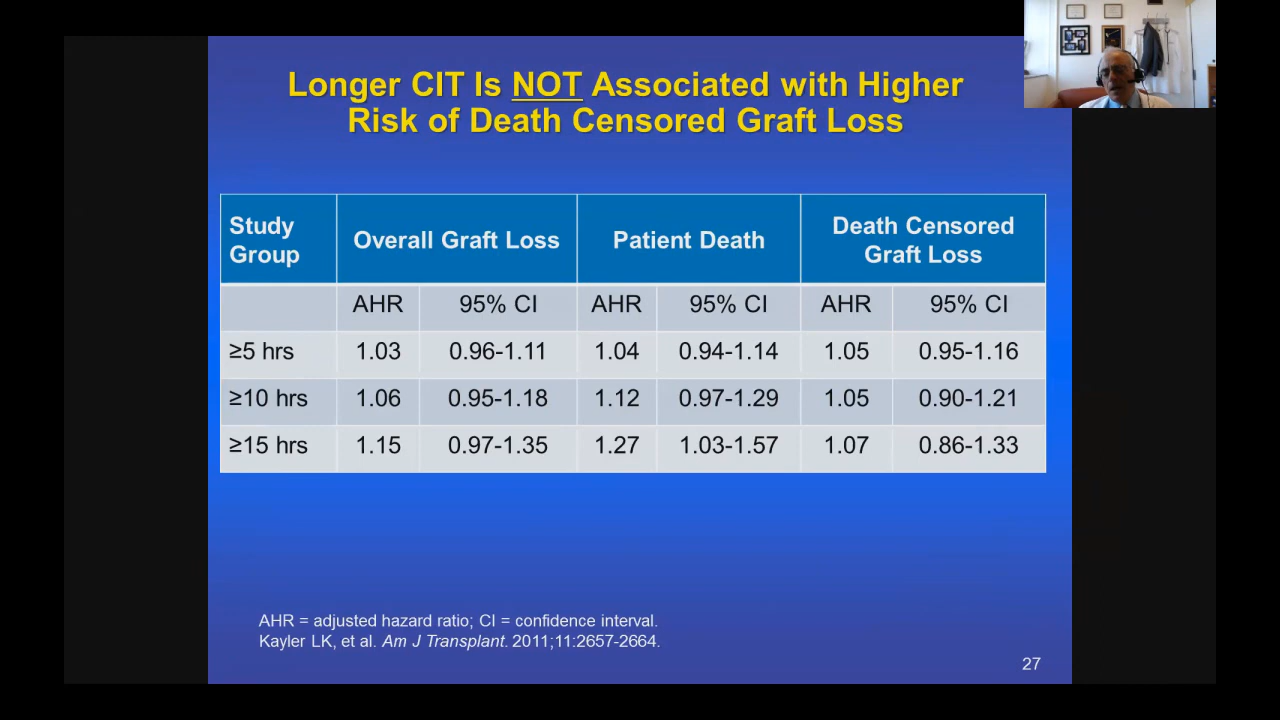 Longer CIT Is NOT Associated with Higher
Risk of Death Censored Graft Loss
Study Group Overall Graft Loss Patient Death Death Censored Graft Loss
AHR 95% CI AHR 95% CI AHR 95% CI
≥5 hrs 1.03 0.96-1.11 1.04 0.94-1.14 1.05 0.95-1.16
≥10 hrs 1.06 0.95-1.18 1.12 0.97-1.29 1.05 0.90-1.21
≥15 hrs 1.15 0.97-1.35 1.27 1.03-1.57 1.07 0.86-1.33
AHR = adjusted hazard ratio; CI = confidence interval.
Kayler LK, et al. Am J Transplant. 2011;11:2657-2664.
27